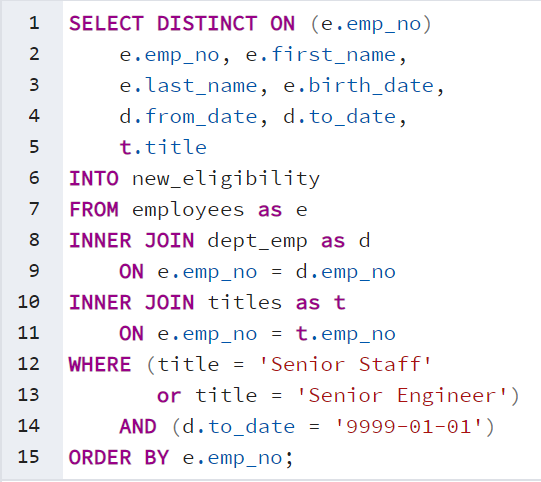 1 SELECT DISTINCT ON (e.emp_no)
2 e.emp_no, e.first_name,
3 e.last_name, e.birth_date,
4 d.from_date, d.to_date,
5 t.title
6 INTO new_eligibility
7 FROM employees as e
8 INNER JOIN dept_emp as d
9 ON e.emp_no = d.emp_no
10 INNER JOIN titles as t
11 ON e.emp_no = t.emp_no
12 WHERE (title = 'Senior Staff'
13 or title = 'Senior Engineer')
14 AND (d.to_date = '9999-01-01')
15 ORDER BY e.emp_no;